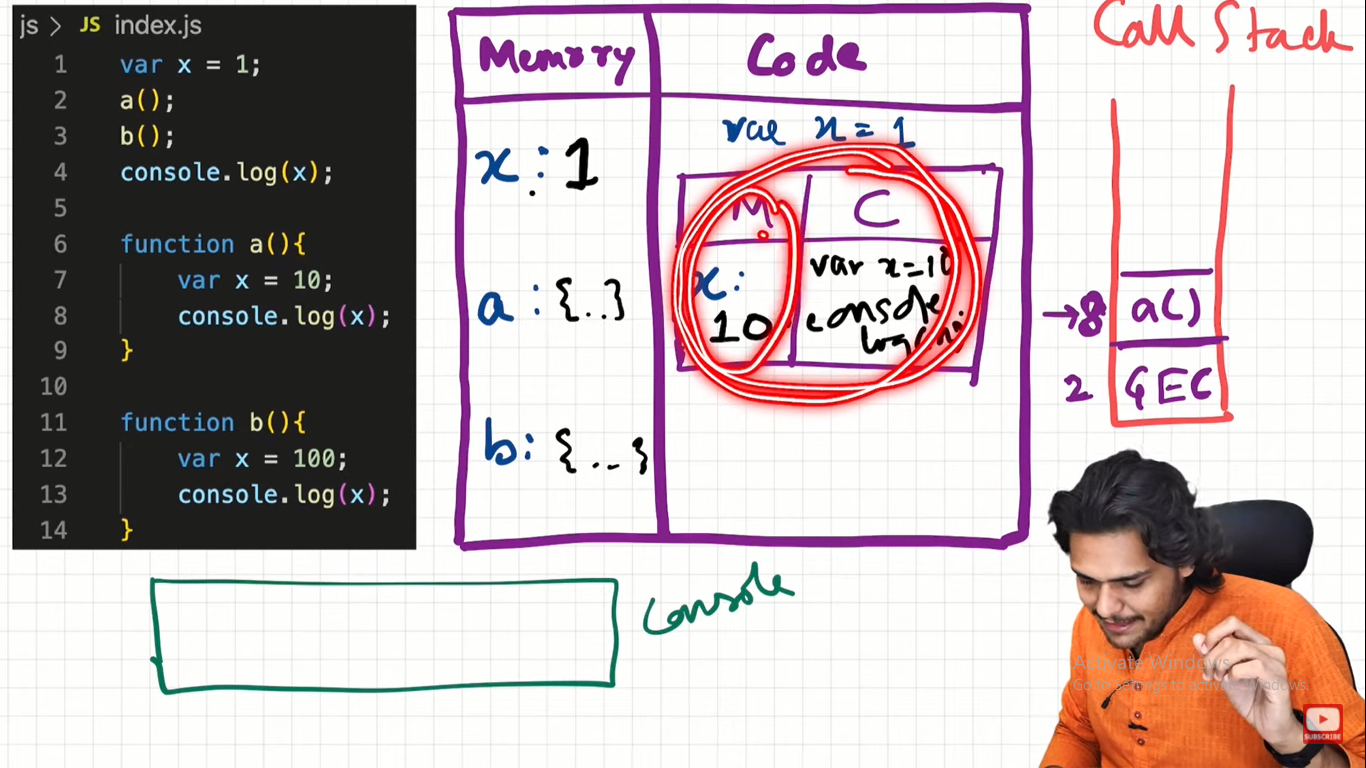 js > JS index.js
1 var x = 1;
2 a();
3 b();
4 console.log(x);
5
6 function a(){
7 var x = 10;
8 console.log(x);
9 }
10
11 function b(){
12 var x = 100;
13 console.log(x);
14 }
Memory
x : 1
a : {..}
b: {...}
Code
var x = 1
M C
x:
10
var x=10
console
log(x)
Call Stack
→8 a()
2 GEC
Console
Activate Windows
Go to Settings to activate Windows.
SUBSCRIBE